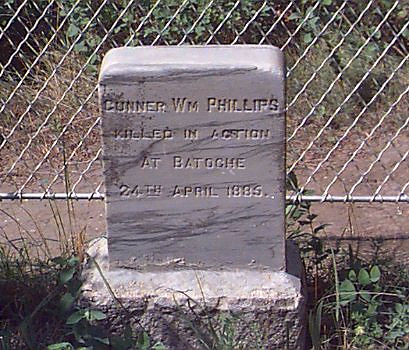 GUNNER WM PHILLIPS
KILLED IN ACTION
AT BATOCHE
24TH APRIL 1885.